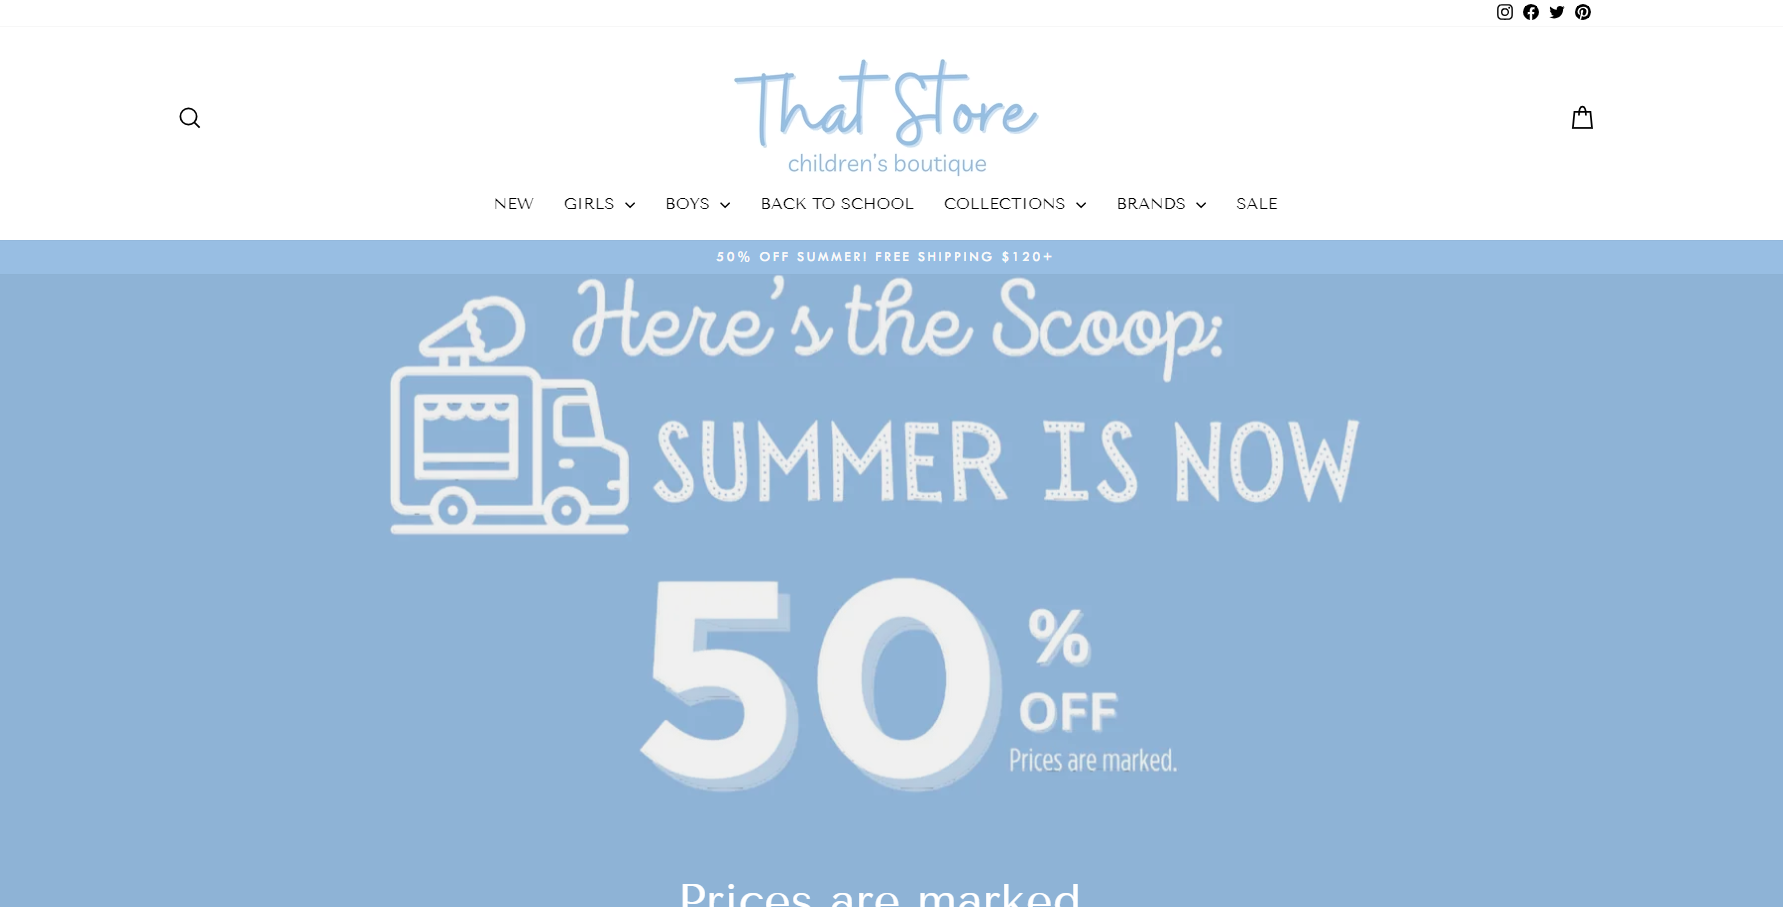 That Store
children's boutique
NEW GIRLS BOYS BACK TO SCHOOL COLLECTIONS BRANDS SALE
50% OFF SUMMER! FREE SHIPPING $120+
Here's the Scoop:
SUMMER IS NOW
50% OFF
Prices are marked.
Prices are marked